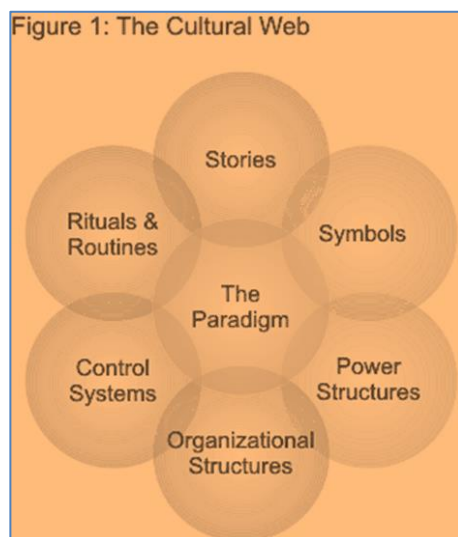 Figure 1: The Cultural Web
Stories
Rituals &
Routines
Symbols
The
Paradigm
Control
Systems
Power
Structures
Organizational
Structures